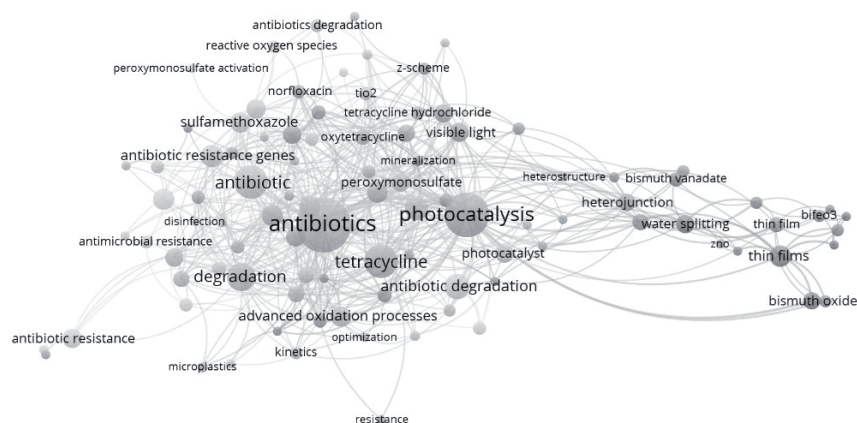 antibiotics degradation
reactive oxygen species
peroxymonosulfate activation
z-scheme
norfloxacin
tio2
tetracycline hydrochloride
sulfamethoxazole
oxytetracycline
visible light
antibiotic resistance genes
mineralization
antibiotic
peroxymonosulfate
heterostructure
bismuth vanadate
heterojunction
antibiotics
photocatalysis
disinfection
water splitting
thin film
bifeo3
antimicrobial resistance
zno
photocatalyst
thin films
tetracycline
degradation
antibiotic degradation
bismuth oxide
advanced oxidation processes
optimization
antibiotic resistance
kinetics
microplastics
resistance